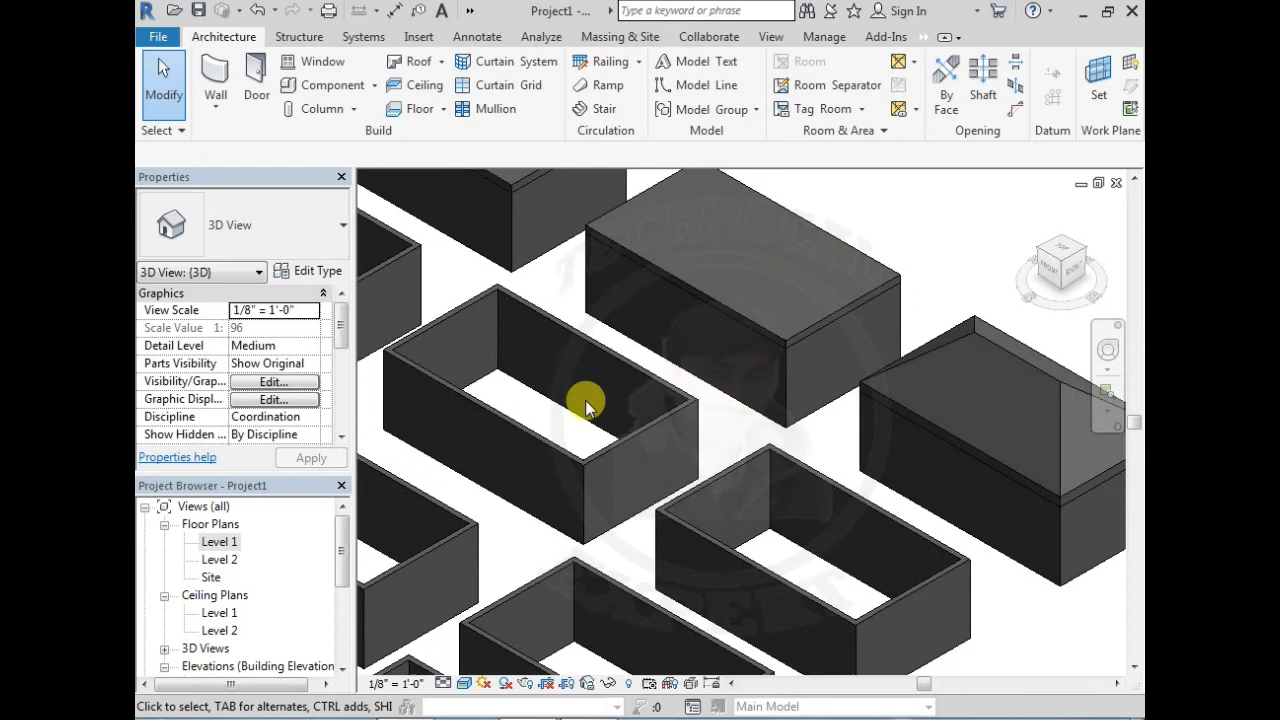 Project1 -...
Type a keyword or phrase
Sign In
File
Architecture
Structure
Systems
Insert
Annotate
Analyze
Massing & Site
Collaborate
View
Manage
Add-Ins
Modify
Wall
Door
Window
Component
Column
Roof
Ceiling
Floor
Curtain System
Curtain Grid
Mullion
Railing
Ramp
Stair
Model Text
Model Line
Model Group
Room
Room Separator
Tag Room
By
Face
Shaft
Set
Select
Build
Circulation
Model
Room & Area
Opening
Datum
Work Plane
Properties
3D View
3D View: {3D}
Edit Type
Graphics
View Scale 1/8" = 1'-0"
Scale Value 1: 96
Detail Level Medium
Parts Visibility Show Original
Visibility/Grap... Edit...
Graphic Displ... Edit...
Discipline Coordination
Show Hidden ... By Discipline
Properties help
Apply
Project Browser - Project1
Views (all)
Floor Plans
Level 1
Level 2
Site
Ceiling Plans
Level 1
Level 2
3D Views
Elevations (Building Elevation
TOP
FRONT
RIGHT
1/8" = 1'-0"
Click to select, TAB for alternates, CTRL adds, SHI
:0
Main Model